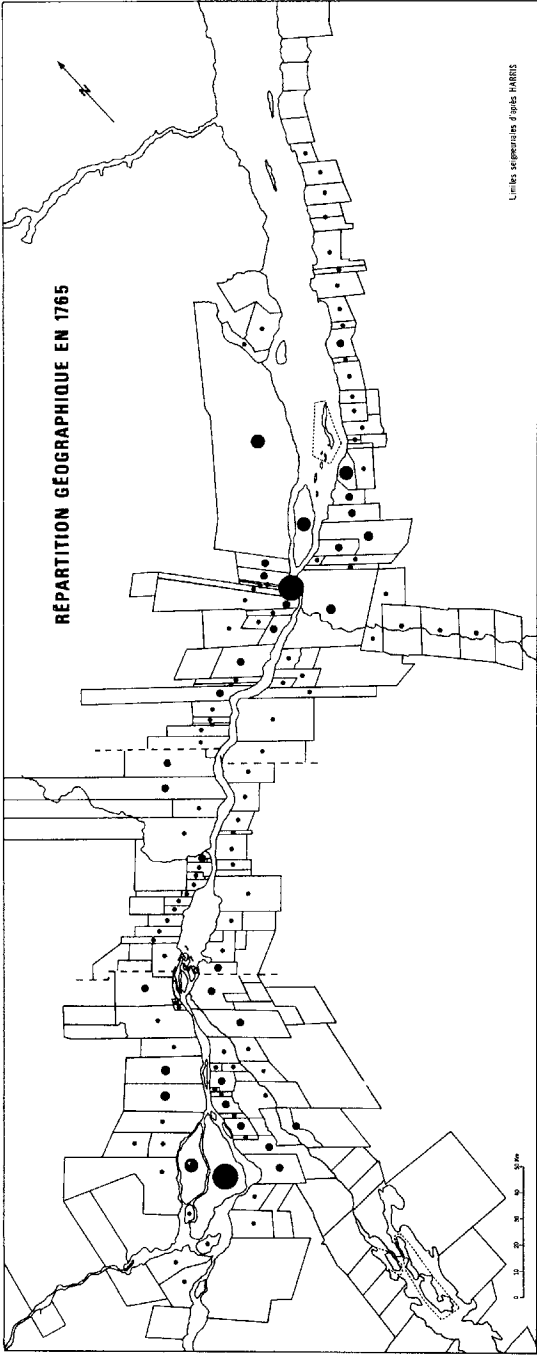 N
RÉPARTITION GÉOGRAPHIQUE EN 1765
Limites seigneuriales d'après HARRIS
0 10 20 30 40 50 Km